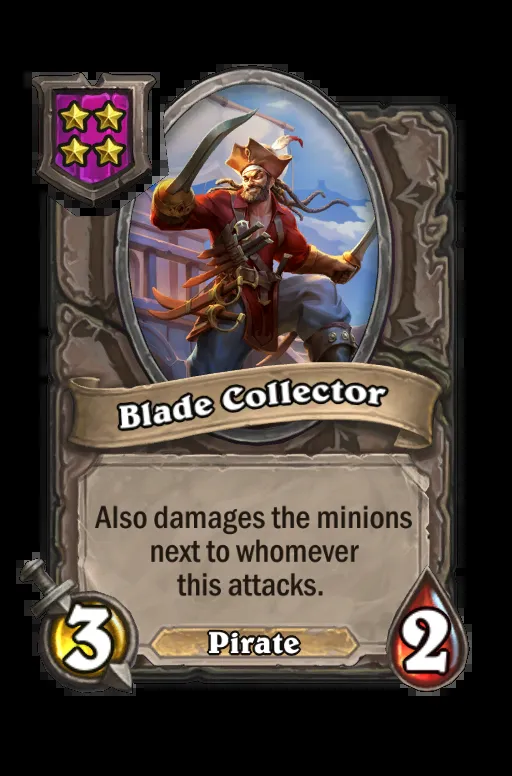 Blade Collector
Also damages the minions
next to whomever
this attacks.
3
Pirate
2